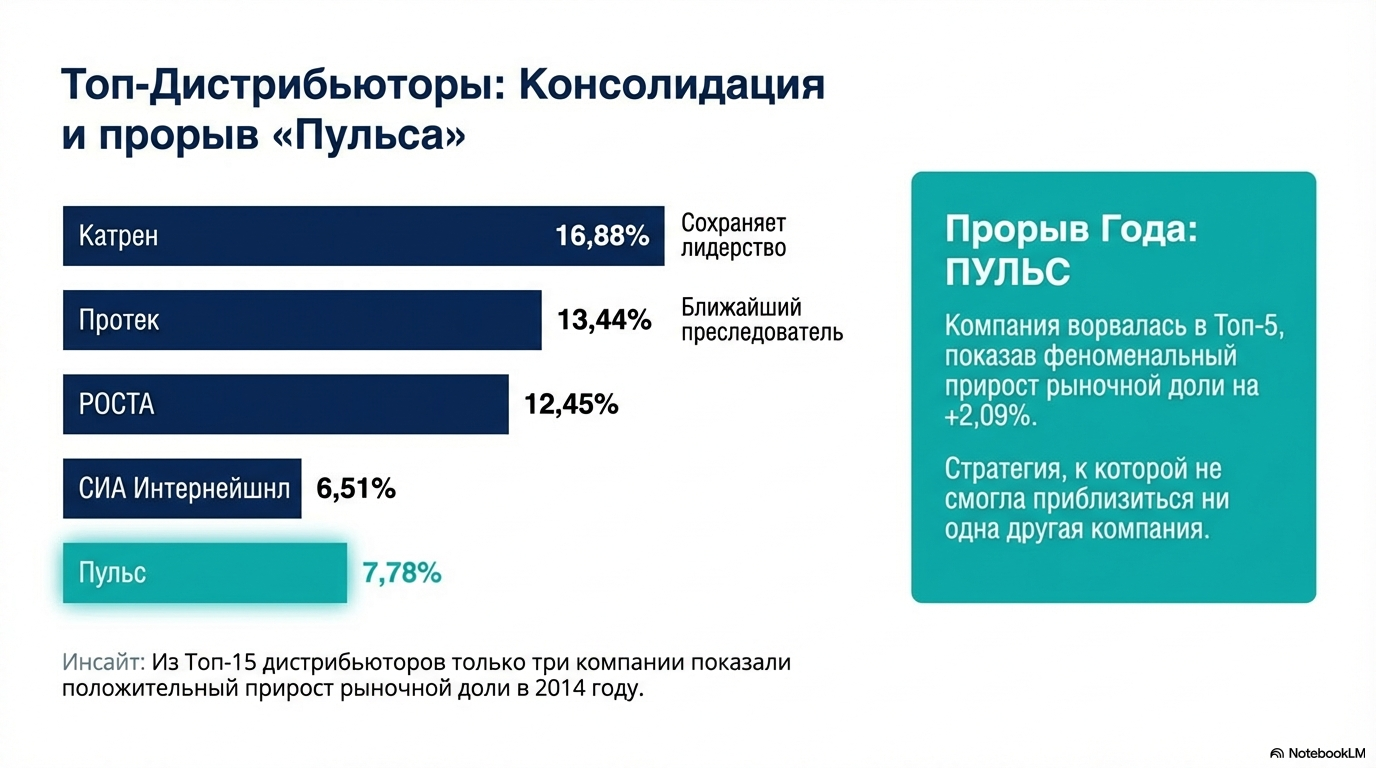 Топ-Дистрибьюторы: Консолидация
и прорыв «Пульса»
Катрен 16,88% Сохраняет
лидерство
Протек 13,44% Ближайший
преследователь
РОСТА 12,45%
СИА Интернейшнл 6,51%
Пульс 7,78%
Инсайт: Из Топ-15 дистрибьюторов только три компании показали
положительный прирост рыночной доли в 2014 году.
Прорыв Года:
ПУЛЬС
Компания ворвалась в Топ-5,
показав феноменальный
прирост рыночной доли на
+2,09%.
Стратегия, к которой не
смогла приблизиться ни
одна другая компания.
NotebookLM